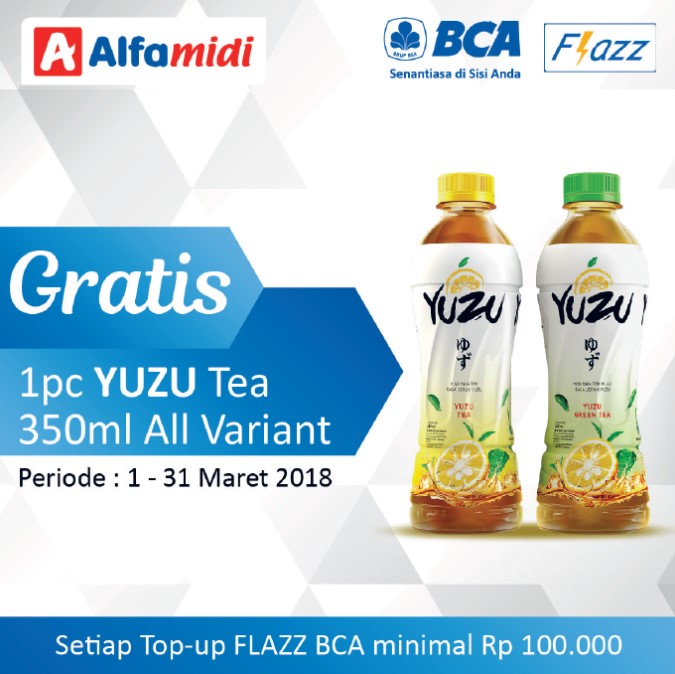 Alfamidi
BCA
Senantiasa di Sisi Anda
Flazz
Gratis
1pc YUZU Tea
350ml All Variant
Periode : 1 - 31 Maret 2018
YUZU
ゆず
YUZU
TEA
YUZU
ゆず
YUZU
GREEN TEA
Setiap Top-up FLAZZ BCA minimal Rp 100.000